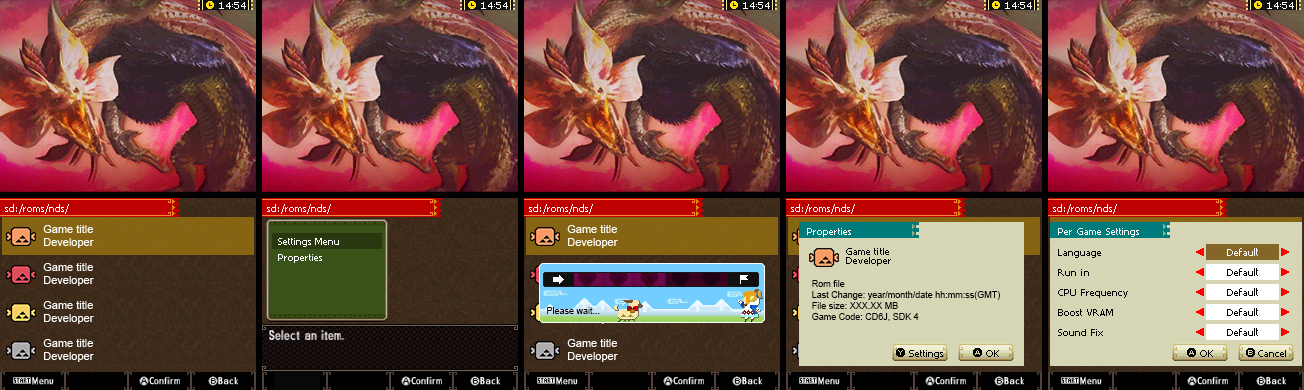 14:54
sd:/roms/nds/
Game title
Developer
Game title
Developer
Game title
Developer
Game title
Developer
START Menu
A Confirm
B Back
14:54
sd:/roms/nds/
Settings Menu
Properties
Select an item.
A Confirm
B Back
14:54
sd:/roms/nds/
Game title
Developer
Please wait...
Game title
Developer
START Menu
A Confirm
B Back
14:54
sd:/roms/nds/
Properties
Game title
Developer
Rom file
Last Change: year/month/date hh:mm:ss(GMT)
File size: XXX.XX MB
Game Code: CD6J, SDK 4
Y Settings
A OK
START Menu
A Confirm
B Back
14:54
sd:/roms/nds/
Per Game Settings
Language Default
Run in Default
CPU Frequency Default
Boost VRAM Default
Sound Fix Default
A OK
B Cancel
START Menu
A Confirm
B Back